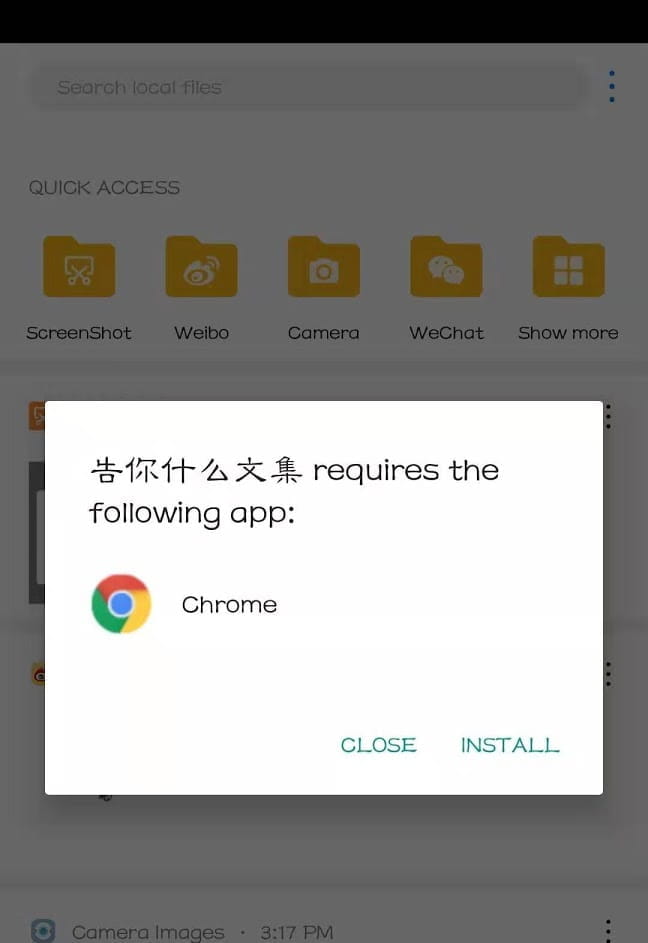 Search local files
QUICK ACCESS
ScreenShot
Weibo
Camera
WeChat
Show more
告你什么文集 requires the
following app:
Chrome
CLOSE
INSTALL
Camera Images · 3:17 PM